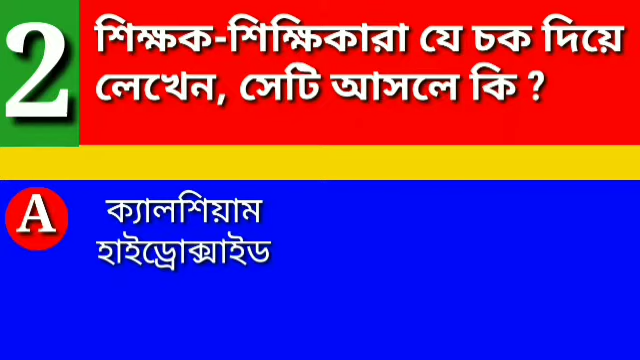 2
শিক্ষক-শিক্ষিকারা যে চক দিয়ে
লেখেন, সেটি আসলে কি ?
A
ক্যালশিয়াম
হাইড্রোক্সাইড